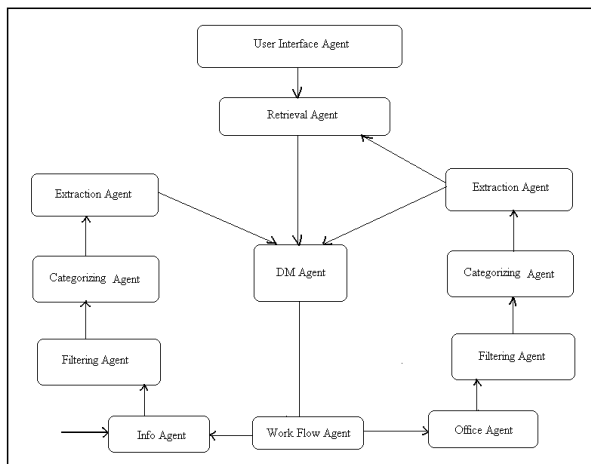 User Interface Agent
Retrieval Agent
Extraction Agent
Extraction Agent
DM Agent
Categorizing Agent
Categorizing Agent
Filtering Agent
Filtering Agent
Info Agent
Work Flow Agent
Office Agent